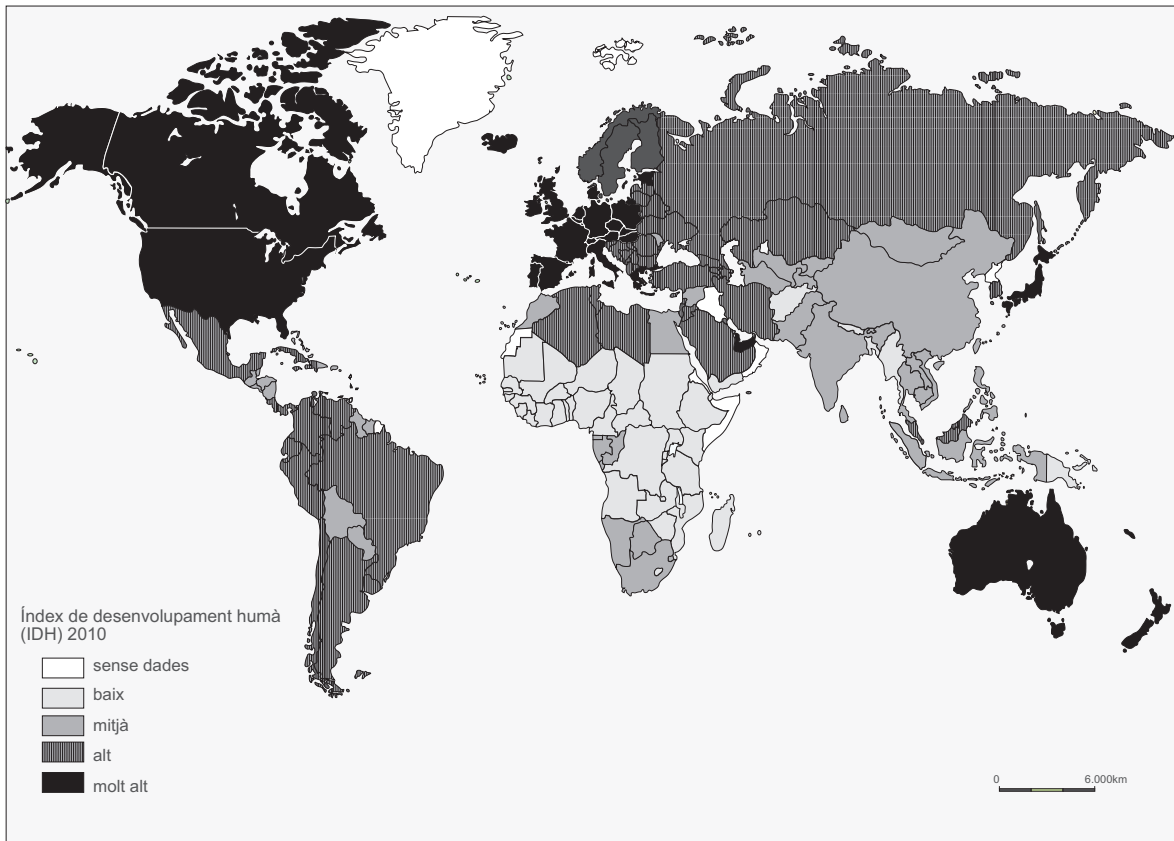 Índex de desenvolupament humà
(IDH) 2010
sense dades
baix
mitjà
alt
molt alt
0 6.000km